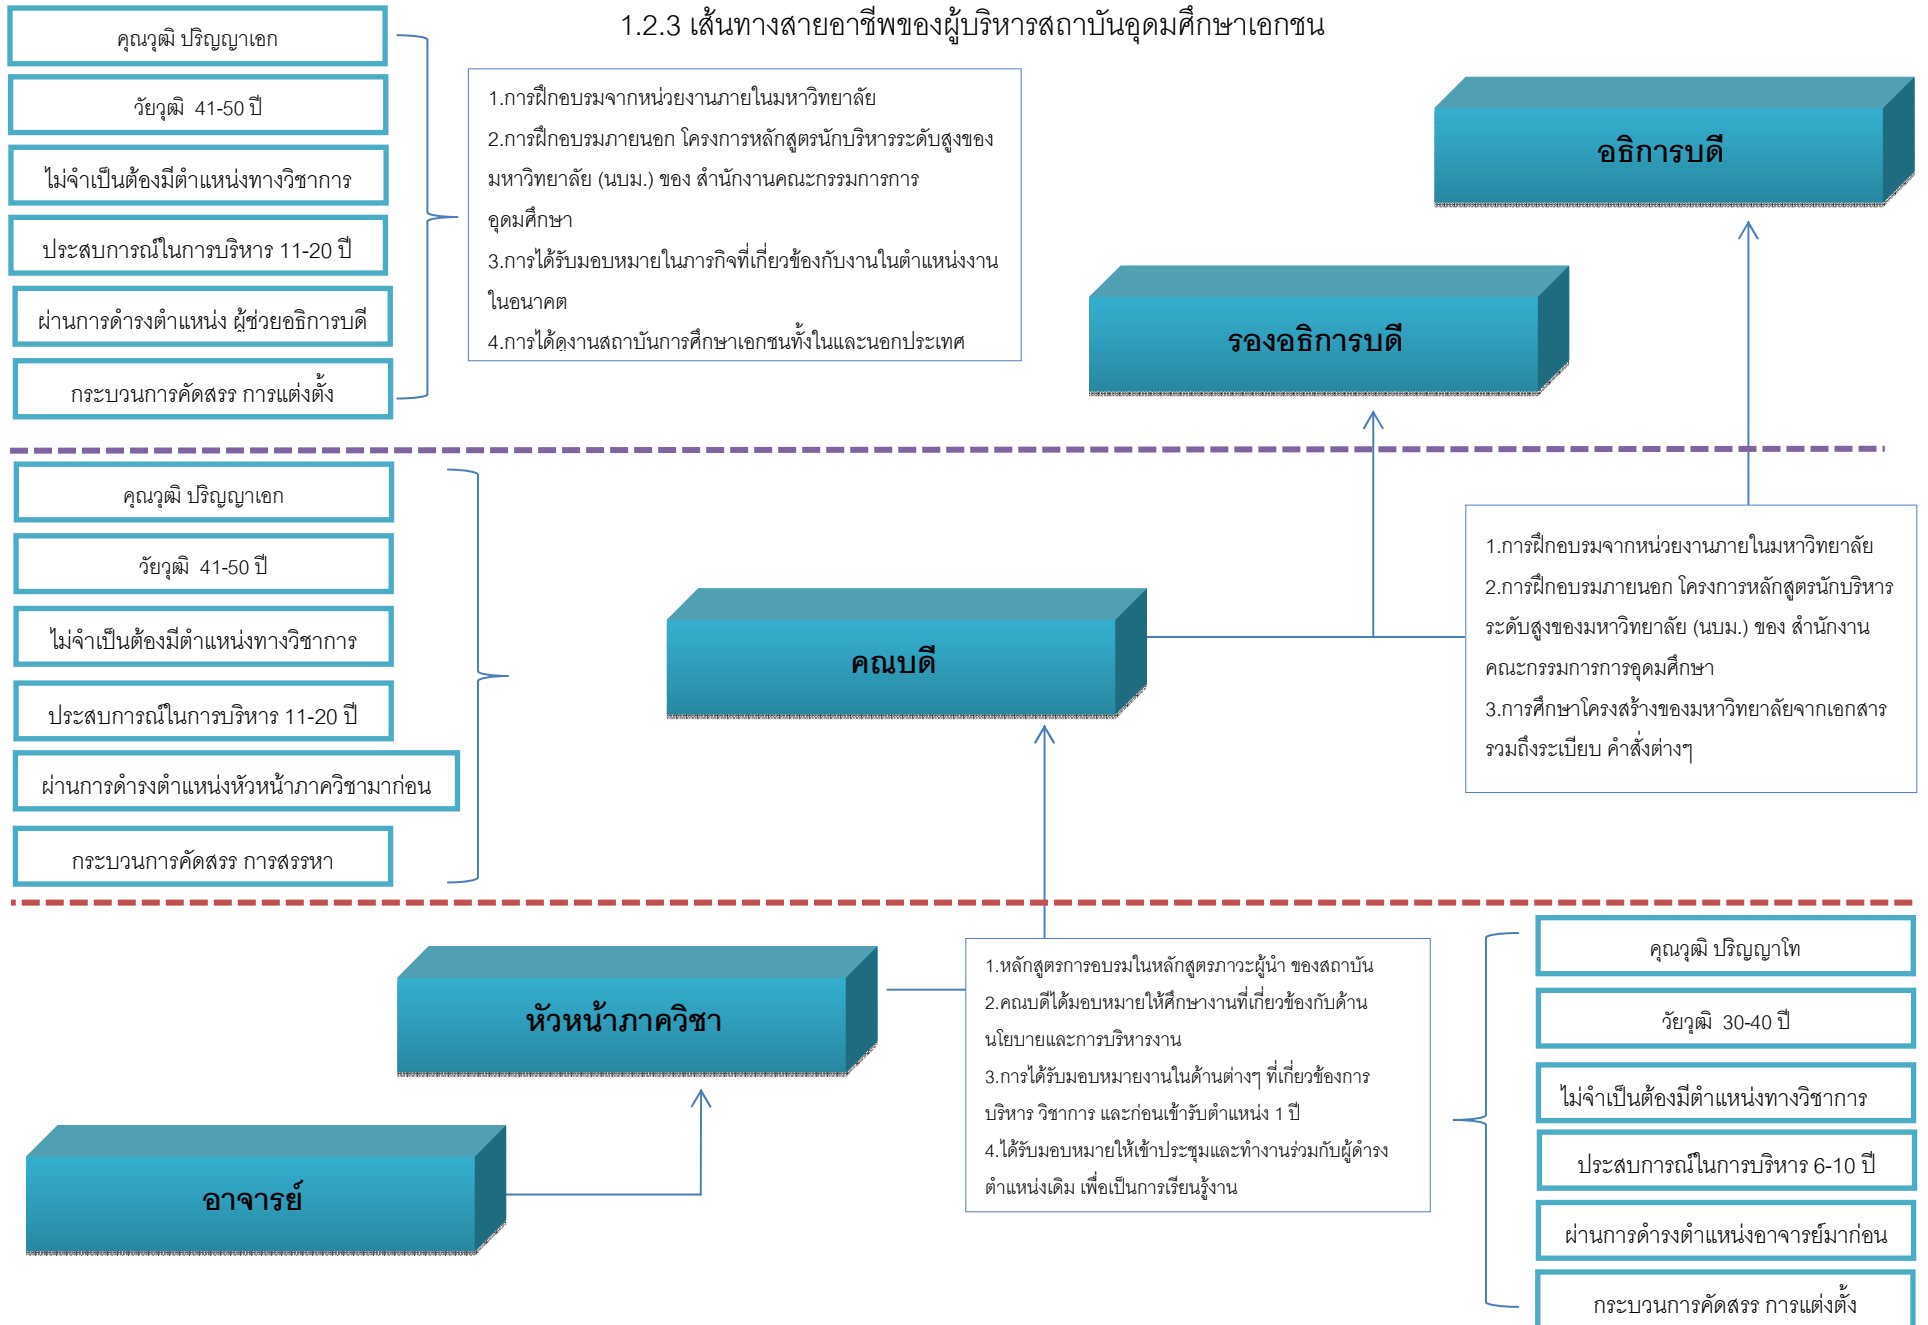 1.2.3 เส้นทางสายอาชีพของผู้บริหารสถาบันอุดมศึกษาเอกชน
คุณวุฒิ ปริญญาเอก
วัยวุฒิ 41-50 ปี
ไม่จำเป็นต้องมีตำแหน่งทางวิชาการ
ประสบการณ์ในการบริหาร 11-20 ปี
ผ่านการดำรงตำแหน่ง ผู้ช่วยอธิการบดี
กระบวนการคัดสรร การแต่งตั้ง
1.การฝึกอบรมจากหน่วยงานภายในมหาวิทยาลัย
2.การฝึกอบรมภายนอก โครงการหลักสูตรนักบริหารระดับสูงของ
มหาวิทยาลัย (นบม.) ของ สำนักงานคณะกรรมการการ
อุดมศึกษา
3.การได้รับมอบหมายในภารกิจที่เกี่ยวข้องกับงานในตำแหน่งงาน
ในอนาคต
4.การได้ดูงานสถาบันการศึกษาเอกชนทั้งในและนอกประเทศ
อธิการบดี
รองอธิการบดี
คุณวุฒิ ปริญญาเอก
วัยวุฒิ 41-50 ปี
ไม่จำเป็นต้องมีตำแหน่งทางวิชาการ
ประสบการณ์ในการบริหาร 11-20 ปี
ผ่านการดำรงตำแหน่งหัวหน้าภาควิชามาก่อน
กระบวนการคัดสรร การสรรหา
คณบดี
1.การฝึกอบรมจากหน่วยงานภายในมหาวิทยาลัย
2.การฝึกอบรมภายนอก โครงการหลักสูตรนักบริหาร
ระดับสูงของมหาวิทยาลัย (นบม.) ของ สำนักงาน
คณะกรรมการการอุดมศึกษา
3.การศึกษาโครงสร้างของมหาวิทยาลัยจากเอกสาร
รวมถึงระเบียบ คำสั่งต่างๆ
หัวหน้าภาควิชา
อาจารย์
1.หลักสูตรการอบรมในหลักสูตรภาวะผู้นำ ของสถาบัน
2.คณบดีได้มอบหมายให้ศึกษางานที่เกี่ยวข้องกับด้าน
นโยบายและการบริหารงาน
3.การได้รับมอบหมายงานในด้านต่างๆ ที่เกี่ยวข้องการ
บริหาร วิชาการ และก่อนเข้ารับตำแหน่ง 1 ปี
4.ได้รับมอบหมายให้เข้าประชุมและทำงานร่วมกับผู้ดำรง
ตำแหน่งเดิม เพื่อเป็นการเรียนรู้งาน
คุณวุฒิ ปริญญาโท
วัยวุฒิ 30-40 ปี
ไม่จำเป็นต้องมีตำแหน่งทางวิชาการ
ประสบการณ์ในการบริหาร 6-10 ปี
ผ่านการดำรงตำแหน่งอาจารย์มาก่อน
กระบวนการคัดสรร การแต่งตั้ง